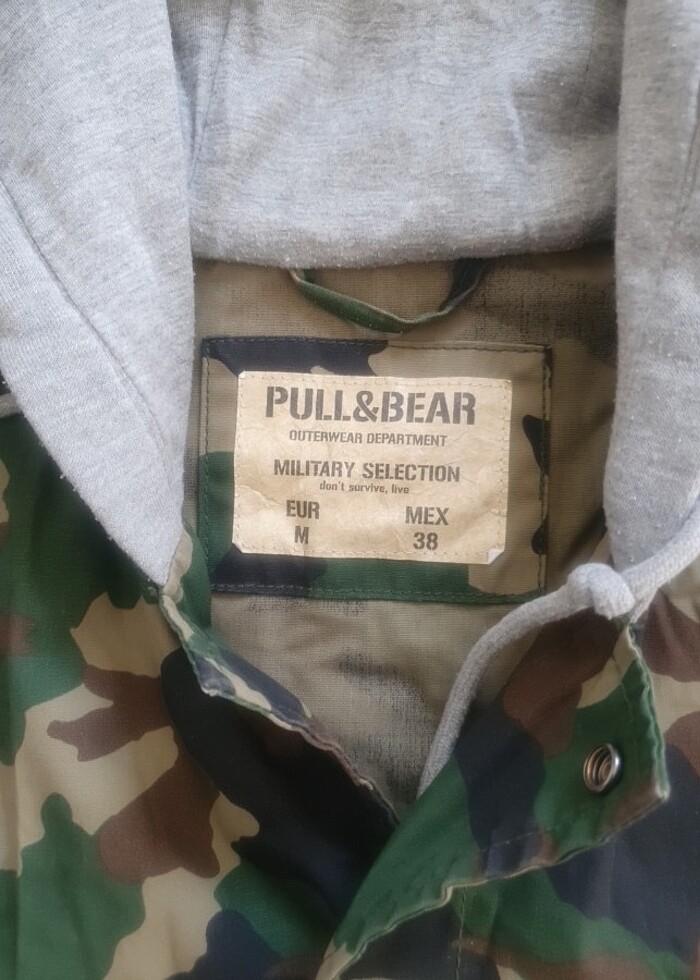 PULL&BEAR
OUTERWEAR DEPARTMENT
MILITARY SELECTION
don't survive, live
EUR MEX
M 38